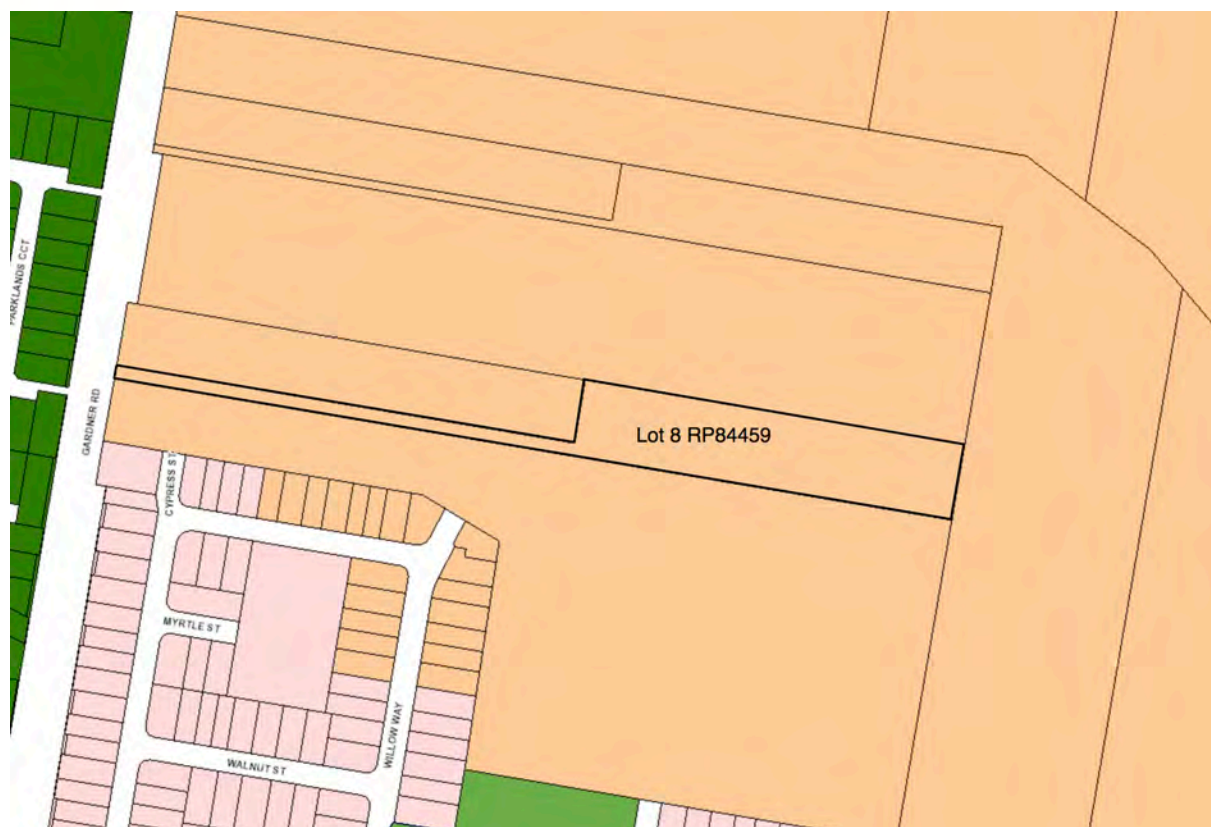 PARKLANDS CCT
GARDNER RD
Lot 8 RP84459
CYPRESS ST
MYRTLE ST
WILLOW WAY
WALNUT ST